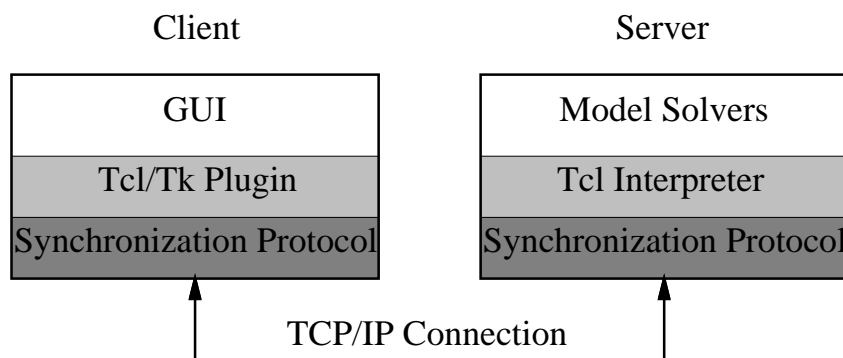 Client
Server
GUI
Model Solvers
Tcl/Tk Plugin
Tcl Interpreter
Synchronization Protocol
Synchronization Protocol
TCP/IP Connection